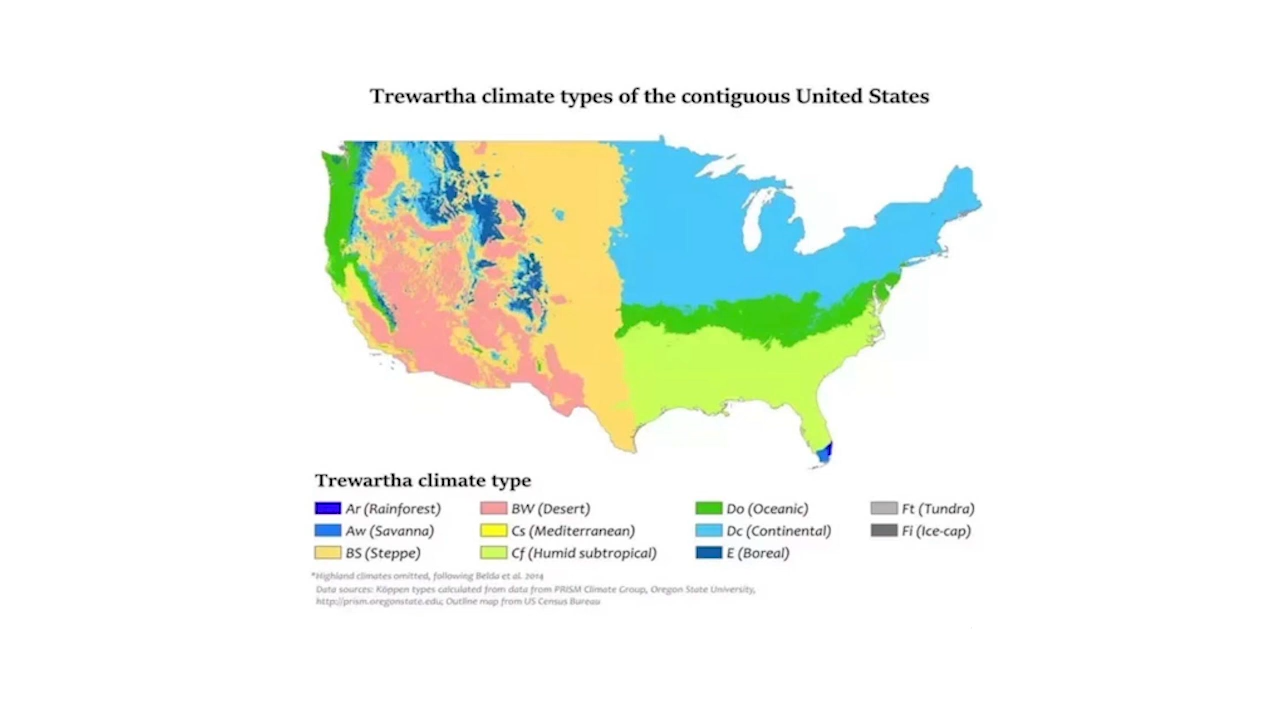 Trewartha climate types of the contiguous United States
Trewartha climate type
Ar (Rainforest)
Aw (Savanna)
BS (Steppe)
BW (Desert)
Cs (Mediterranean)
Cf (Humid subtropical)
Do (Oceanic)
Dc (Continental)
E (Boreal)
Ft (Tundra)
Fi (Ice-cap)
*Highland climates omitted, following Belda et al. 2014
Data sources: Köppen types calculated from data from PRISM Climate Group, Oregon State University,
http://prism.oregonstate.edu; Outline map from US Census Bureau